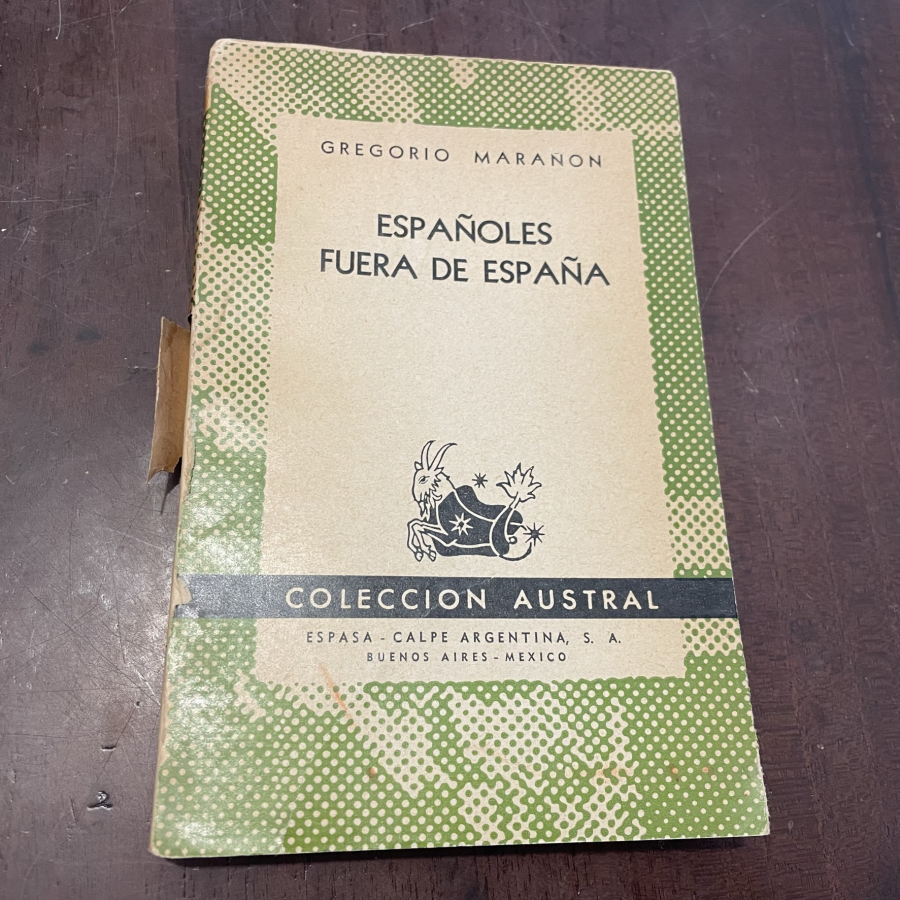 GREGORIO MARAÑON
ESPAÑOLES
FUERA DE ESPAÑA
COLECCION AUSTRAL
ESPASA - CALPE ARGENTINA, S. A.
BUENOS AIRES - MEXICO